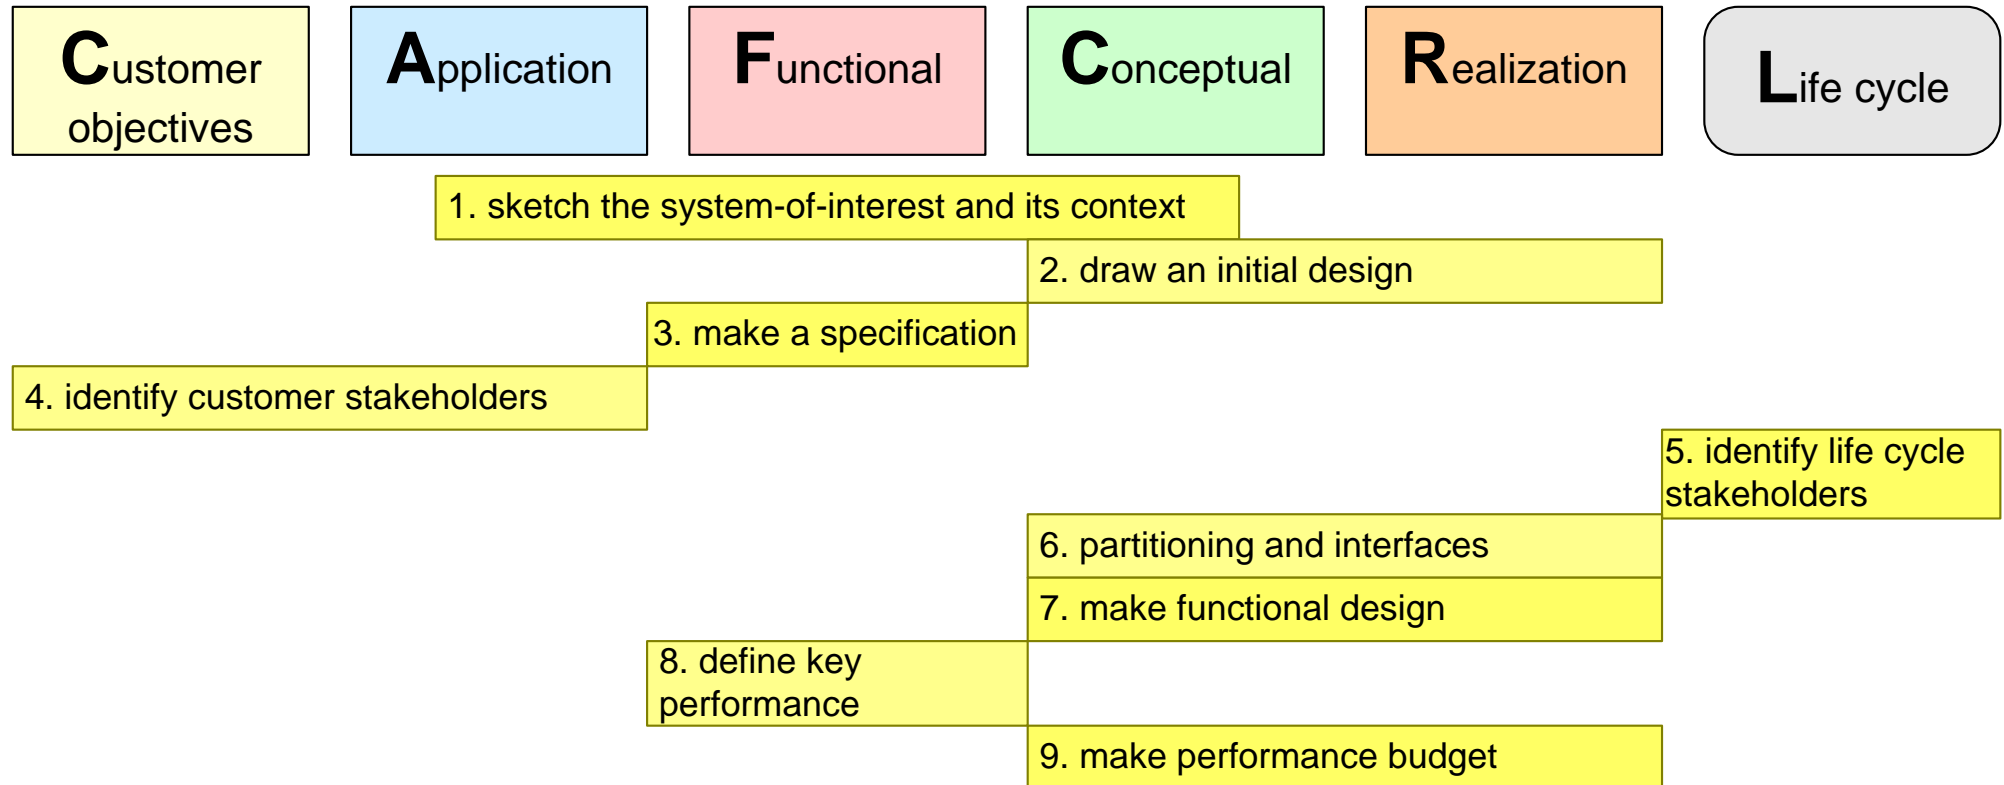 Customer
objectives
Application
Functional
Conceptual
Realization
Life cycle
1. sketch the system-of-interest and its context
2. draw an initial design
3. make a specification
4. identify customer stakeholders
5. identify life cycle
stakeholders
6. partitioning and interfaces
7. make functional design
8. define key
performance
9. make performance budget